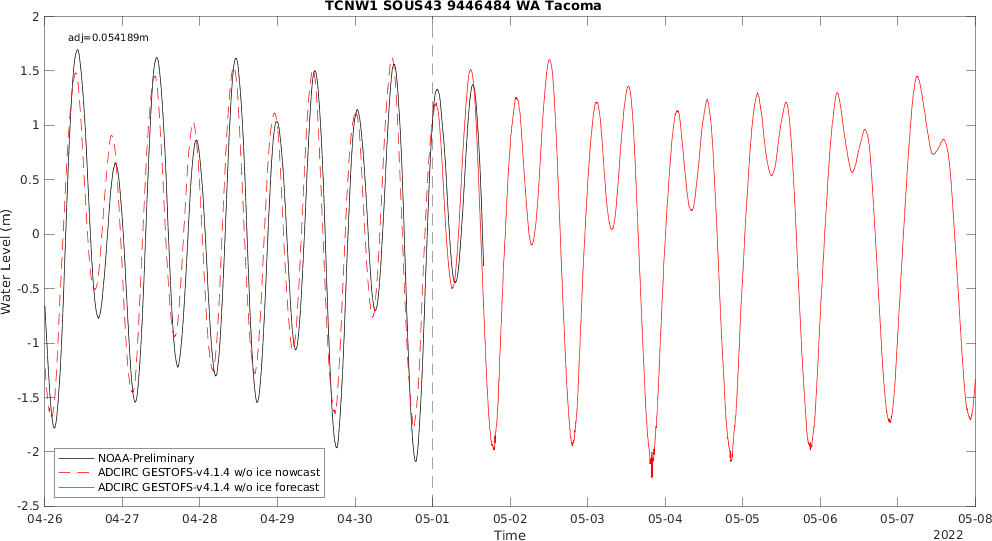 TCNW1 SOUS43 9446484 WA Tacoma
adj=0.054189m
Water Level (m)
2
1.5
1
0.5
0
-0.5
-1
-1.5
-2
-2.5
NOAA-Preliminary
ADCIRC GESTOFS-v4.1.4 w/o ice nowcast
ADCIRC GESTOFS-v4.1.4 w/o ice forecast
04-26 04-27 04-28 04-29 04-30 05-01 05-02 05-03 05-04 05-05 05-06 05-07 05-08
Time
2022